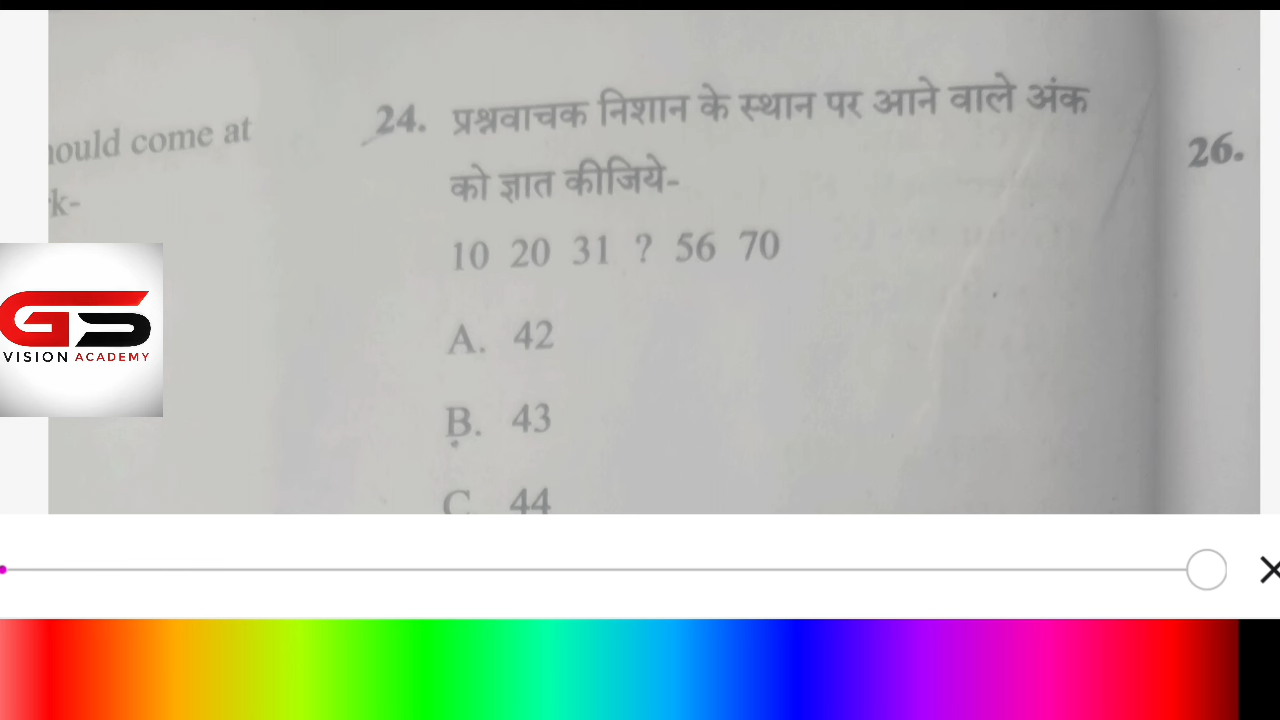 ould come at
k-
24. प्रश्नवाचक निशान के स्थान पर आने वाले अंक
को ज्ञात कीजिये-
10 20 31 ? 56 70
A. 42
B. 43
C 44
26.
GS
VISION ACADEMY